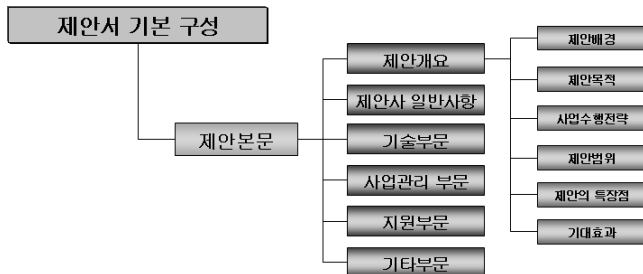 제안서 기본 구성
제안본문
제안개요
제안사 일반사항
기술부문
사업관리 부문
지원부문
기타부문
제안배경
제안목적
사업수행전략
제안범위
제안의 특장점
기대효과